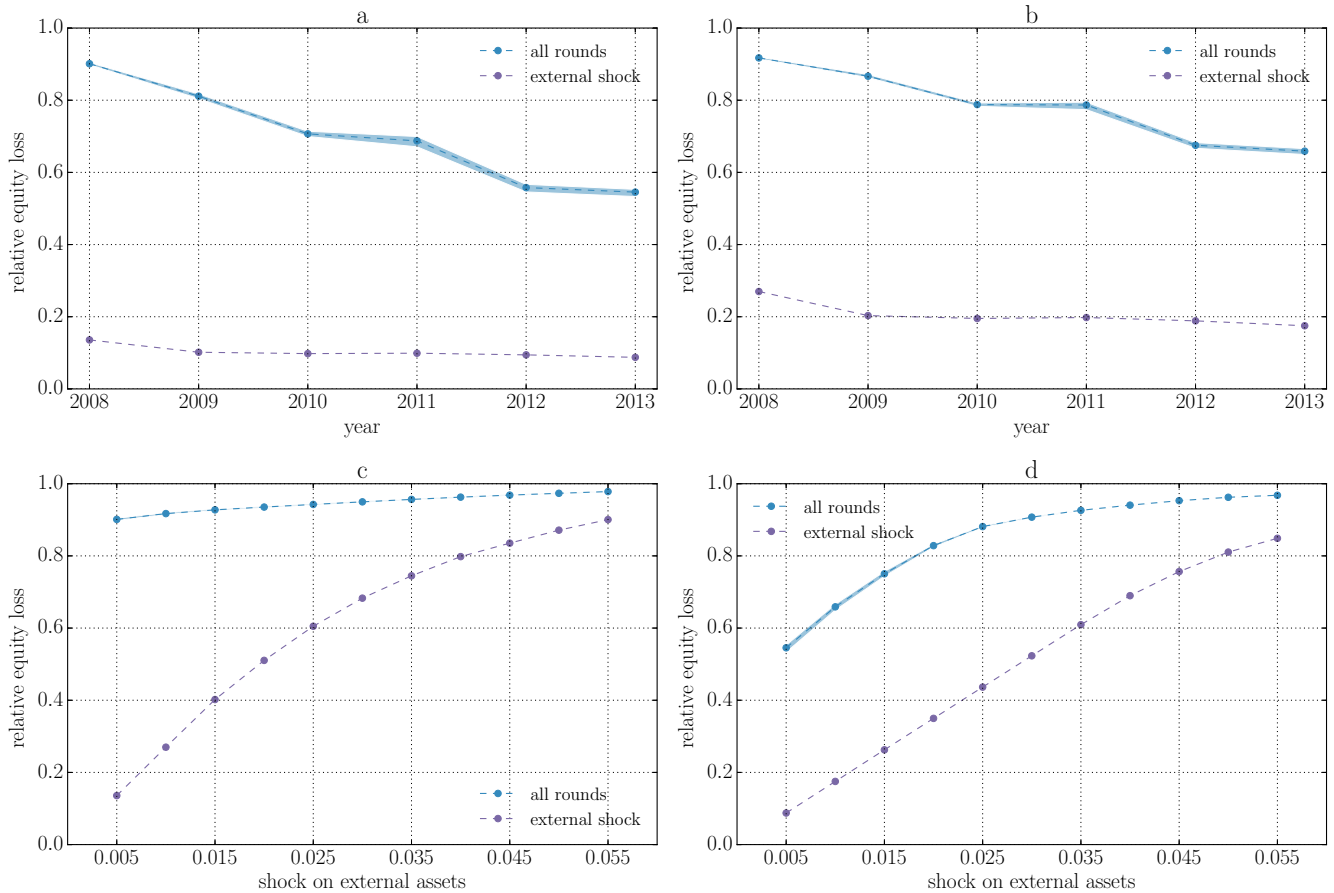 a
relative equity loss
1.0
0.8
0.6
0.4
0.2
0.0
all rounds
external shock
2008 2009 2010 2011 2012 2013
year
b
relative equity loss
1.0
0.8
0.6
0.4
0.2
0.0
all rounds
external shock
2008 2009 2010 2011 2012 2013
year
c
relative equity loss
1.0
0.8
0.6
0.4
0.2
0.0
all rounds
external shock
0.005 0.015 0.025 0.035 0.045 0.055
shock on external assets
d
relative equity loss
1.0
0.8
0.6
0.4
0.2
0.0
all rounds
external shock
0.005 0.015 0.025 0.035 0.045 0.055
shock on external assets